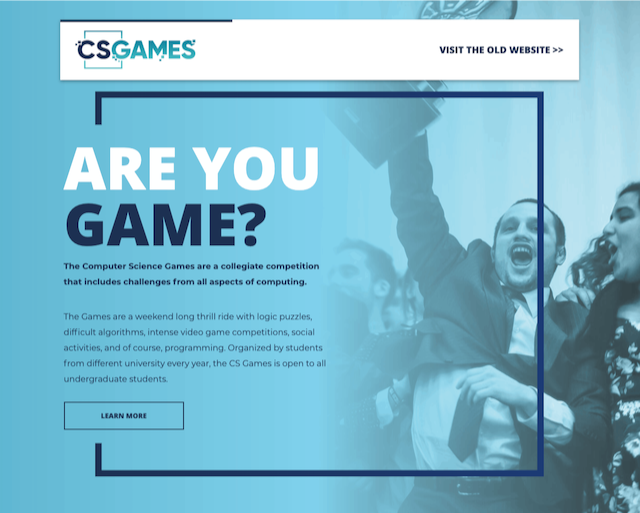 CSGAMES
VISIT THE OLD WEBSITE >>
ARE YOU
GAME?
The Computer Science Games are a collegiate competition
that includes challenges from all aspects of computing.
The Games are a weekend long thrill ride with logic puzzles,
difficult algorithms, intense video game competitions, social
activities, and of course, programming. Organized by students
from different university every year, the CS Games is open to all
undergraduate students.
LEARN MORE